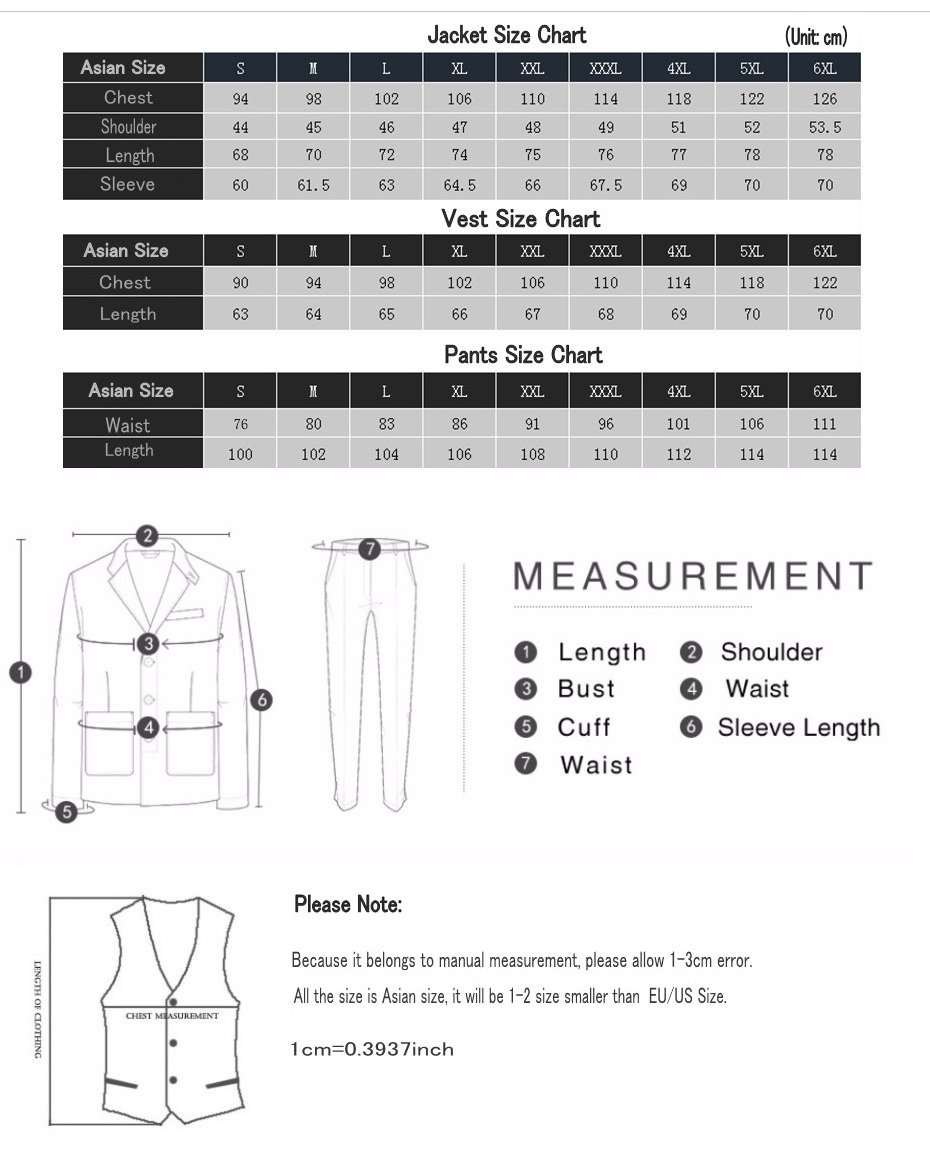 Jacket Size Chart (Unit: cm)
Asian Size S M L XL XXL XXXL 4XL 5XL 6XL
Chest 94 98 102 106 110 114 118 122 126
Shoulder 44 45 46 47 48 49 51 52 53.5
Length 68 70 72 74 75 76 77 78 78
Sleeve 60 61.5 63 64.5 66 67.5 69 70 70
Vest Size Chart
Asian Size S M L XL XXL XXXL 4XL 5XL 6XL
Chest 90 94 98 102 106 110 114 118 122
Length 63 64 65 66 67 68 69 70 70
Pants Size Chart
Asian Size S M L XL XXL XXXL 4XL 5XL 6XL
Waist 76 80 83 86 91 96 101 106 111
Length 100 102 104 106 108 110 112 114 114
2
7
3
1
6
4
5
MEASUREMENT
1 Length 2 Shoulder
3 Bust 4 Waist
5 Cuff 6 Sleeve Length
7 Waist
LENGTH OF CLOTHING
CHEST MEASUREMENT
Please Note:
Because it belongs to manual measurement, please allow 1-3cm error.
All the size is Asian size, it will be 1-2 size smaller than EU/US Size.
1cm=0.3937inch